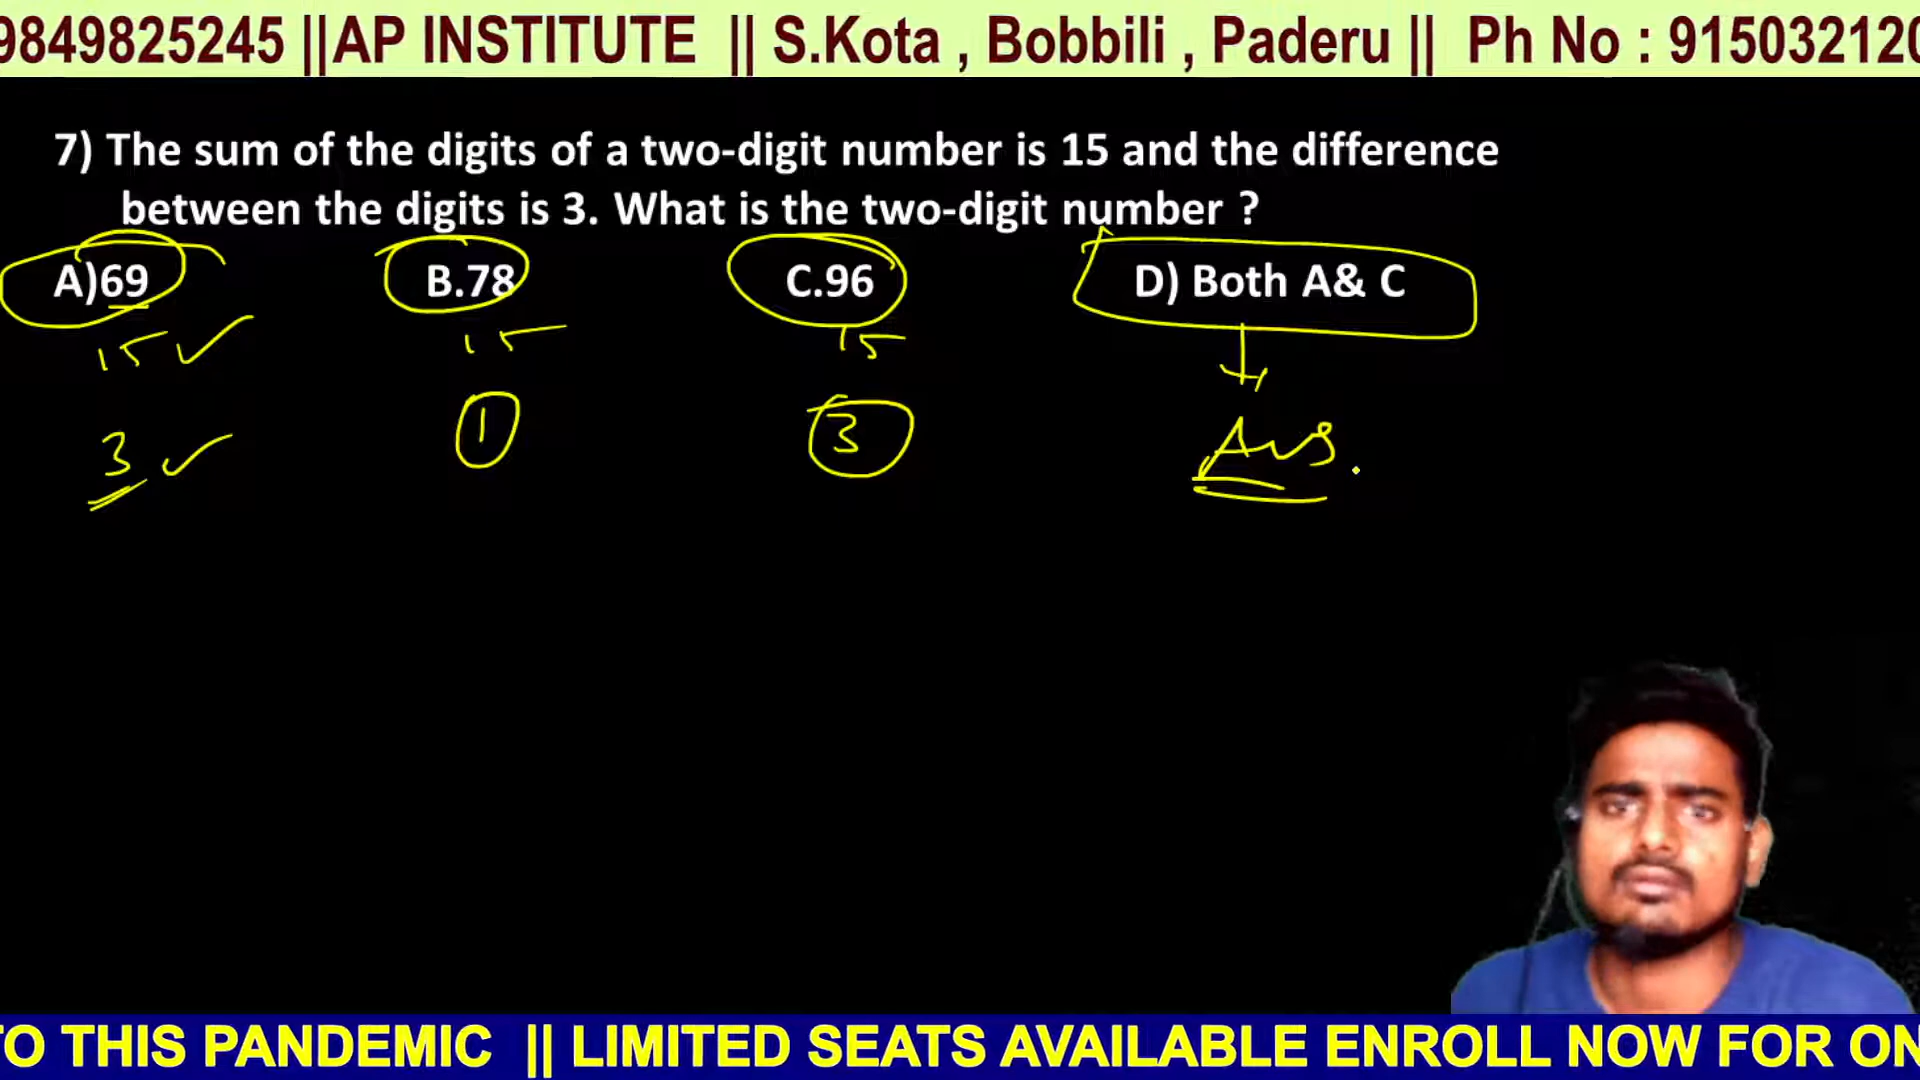 9849825245 ||AP INSTITUTE || S.Kota , Bobbili , Paderu || Ph No : 915032120
7) The sum of the digits of a two-digit number is 15 and the difference
between the digits is 3. What is the two-digit number ?
A)69 B.78 C.96 D) Both A& C
15 15 15
3 1 3 Ans.
TO THIS PANDEMIC || LIMITED SEATS AVAILABLE ENROLL NOW FOR ON